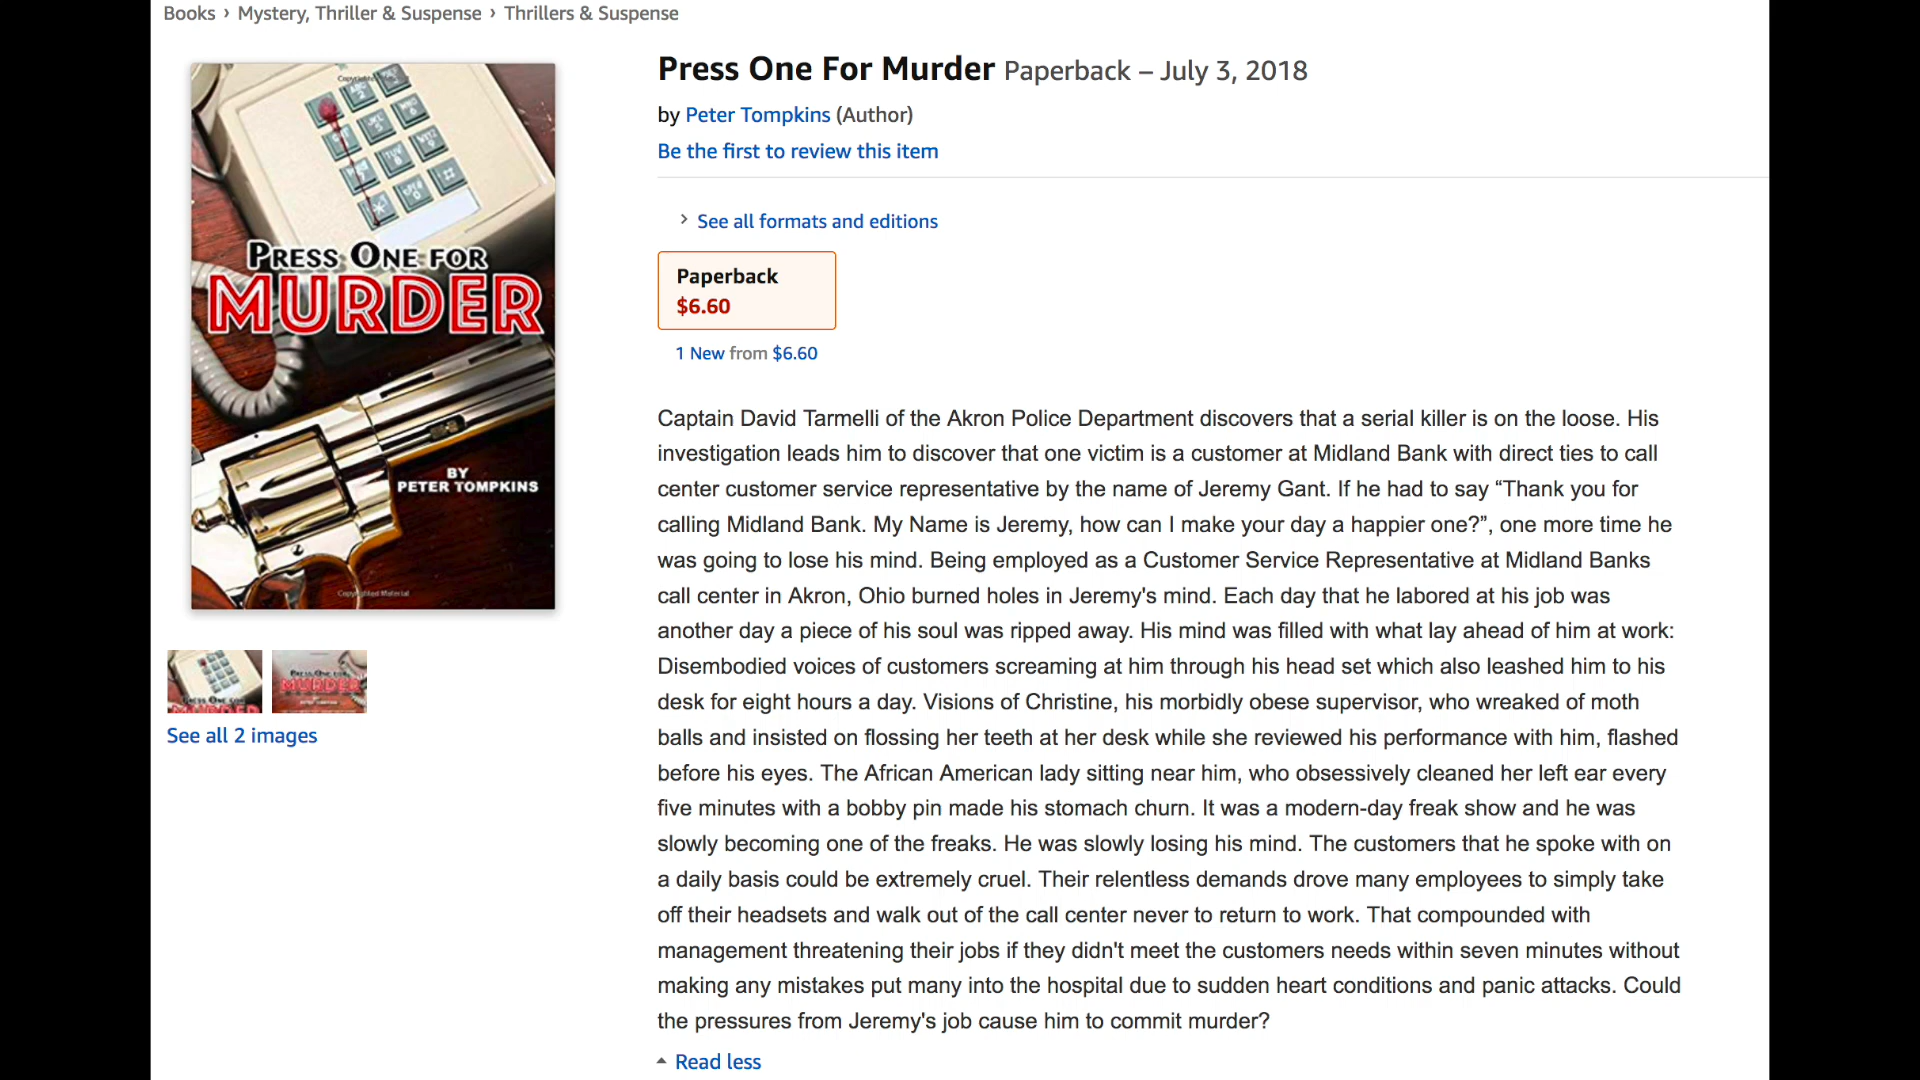 Books › Mystery, Thriller & Suspense › Thrillers & Suspense
Press One For Murder Paperback – July 3, 2018
by Peter Tompkins (Author)
Be the first to review this item
› See all formats and editions
Paperback
$6.60
1 New from $6.60
Captain David Tarmelli of the Akron Police Department discovers that a serial killer is on the loose. His
investigation leads him to discover that one victim is a customer at Midland Bank with direct ties to call
center customer service representative by the name of Jeremy Gant. If he had to say “Thank you for
calling Midland Bank. My Name is Jeremy, how can I make your day a happier one?”, one more time he
was going to lose his mind. Being employed as a Customer Service Representative at Midland Banks
call center in Akron, Ohio burned holes in Jeremy's mind. Each day that he labored at his job was
another day a piece of his soul was ripped away. His mind was filled with what lay ahead of him at work:
Disembodied voices of customers screaming at him through his head set which also leashed him to his
desk for eight hours a day. Visions of Christine, his morbidly obese supervisor, who wreaked of moth
balls and insisted on flossing her teeth at her desk while she reviewed his performance with him, flashed
before his eyes. The African American lady sitting near him, who obsessively cleaned her left ear every
five minutes with a bobby pin made his stomach churn. It was a modern-day freak show and he was
slowly becoming one of the freaks. He was slowly losing his mind. The customers that he spoke with on
a daily basis could be extremely cruel. Their relentless demands drove many employees to simply take
off their headsets and walk out of the call center never to return to work. That compounded with
management threatening their jobs if they didn't meet the customers needs within seven minutes without
making any mistakes put many into the hospital due to sudden heart conditions and panic attacks. Could
the pressures from Jeremy's job cause him to commit murder?
Read less
Copyrighted Material
PRESS ONE FOR
MURDER
BY
PETER TOMPKINS
Copyrighted Material
PRESS ONE FOR
MURDER
PRESS ONE FOR
MURDER
See all 2 images